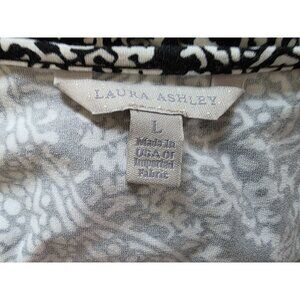 LAURA ASHLEY
L
Made In
USA Of
Imported
Fabric